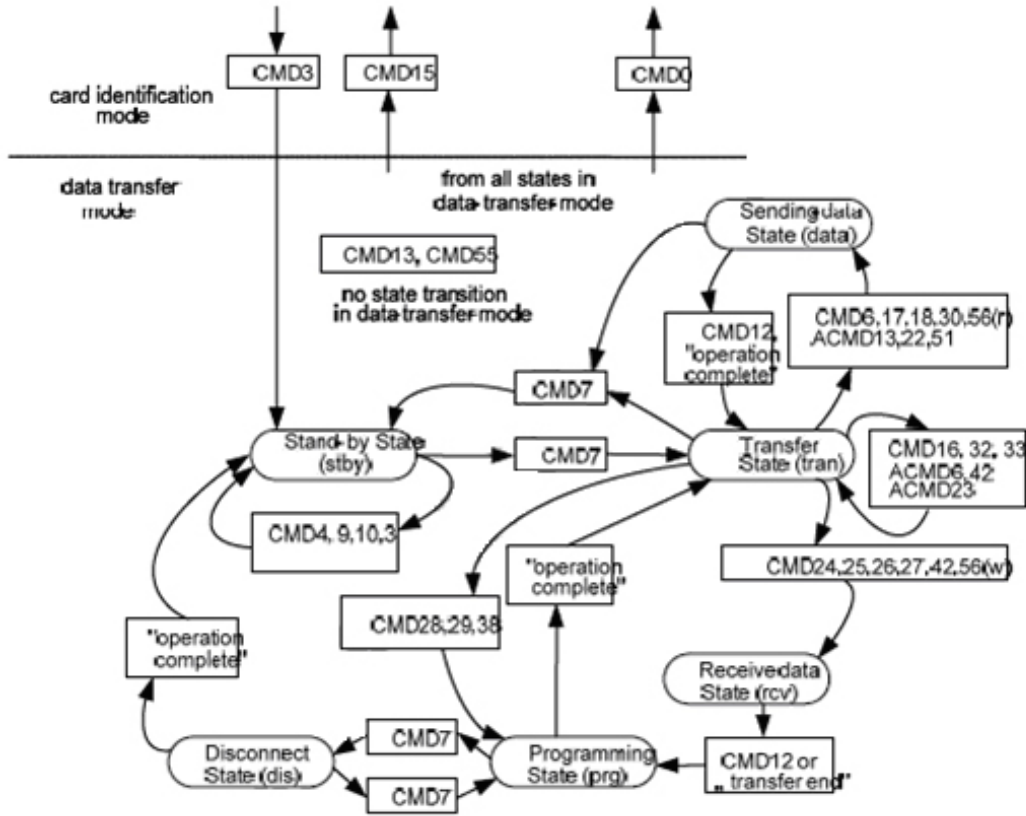 CMD3
CMD15
CMD0
card identification
mode
data transfer
mode
from all states in
data-transfer mode
Sending-data
State (data)
CMD13, CMD55
no state transition
in data-transfer mode
CMD12,
"operation
complete"
CMD6,17,18,30,56(r)
ACMD13,22,51
CMD7
Stand-by State
(stby)
CMD7
Transfer
State (tran)
CMD16, 32, 33
ACMD6,42
ACMD23
CMD4, 9,10,3
"operation
complete"
CMD24,25,26,27,42,56(w)
CMD28,29,38
"operation
complete"
Receive-data
State (rcv)
CMD7
Disconnect
State (dis)
Programming
State (prg)
CMD12 or
„ transfer end"
CMD7